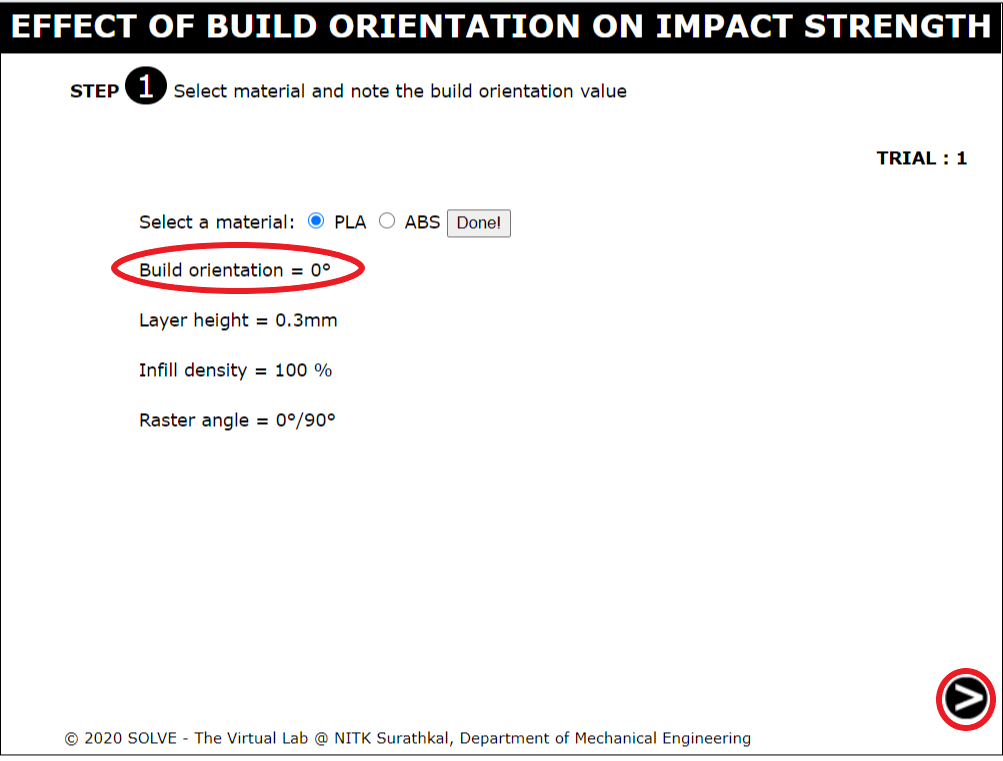 EFFECT OF BUILD ORIENTATION ON IMPACT STRENGTH
STEP 1 Select material and note the build orientation value
TRIAL : 1
Select a material: PLA ABS Done!
Build orientation = 0°
Layer height = 0.3mm
Infill density = 100 %
Raster angle = 0°/90°
>
© 2020 SOLVE - The Virtual Lab @ NITK Surathkal, Department of Mechanical Engineering